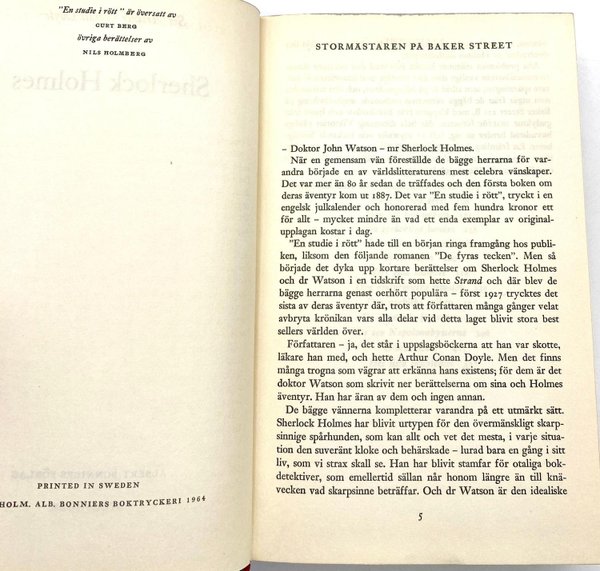 "En studie i rött" är översatt av
CURT BERG
övriga berättelser av
NILS HOLMBERG
Sherlock Holmes
PRINTED IN SWEDEN
HOLM. ALB. BONNIERS BOKTRYCKERI 1964
STORMÄSTAREN PÅ BAKER STREET
– Doktor John Watson – mr Sherlock Holmes.
När en gemensam vän föreställde de bägge herrarna för var-
andra började en av världslitteraturens mest celebra vänskaper.
Det var mer än 80 år sedan de träffades och den första boken om
deras äventyr kom ut 1887. Det var "En studie i rött", tryckt i en
engelsk julkalender och honorerad med fem hundra kronor ett
för allt – mycket mindre än vad ett enda exemplar av original-
upplagan kostar i dag.
"En studie i rött" hade till en början ringa framgång hos publi-
ken, liksom den följande romanen "De fyras tecken". Men så
började det dyka upp kortare berättelser om Sherlock Holmes
och dr Watson i en tidskrift som hette Strand och där blev de
bägge herrarna genast oerhört populära – först 1927 trycktes det
sista av deras äventyr där, trots att författaren många gånger velat
avbryta krönikan vars alla delar vid detta laget blivit stora best
sellers världen över.
Författaren – ja, det står i uppslagsböckerna att han var skotte,
läkare han med, och hette Arthur Conan Doyle. Men det finns
många trogna som vägrar att erkänna hans existens; för dem är det
doktor Watson som skrivit ner berättelserna om sina och Holmes
äventyr. Han har äran av dem och ingen annan.
De bägge vännerna kompletterar varandra på ett utmärkt sätt.
Sherlock Holmes har blivit urtypen för den övermänskligt skarp-
sinnige spårhunden, som kan allt och vet det mesta, i varje situa-
tion den suveränt kloke och behärskade – lurad bara en gång i sitt
liv, som vi strax skall se. Han har blivit stamfar för otaliga bok-
detektiver, som emellertid sällan når honom längre än till knä-
vecken vad skarpsinne beträffar. Och dr Watson är den idealiske
5